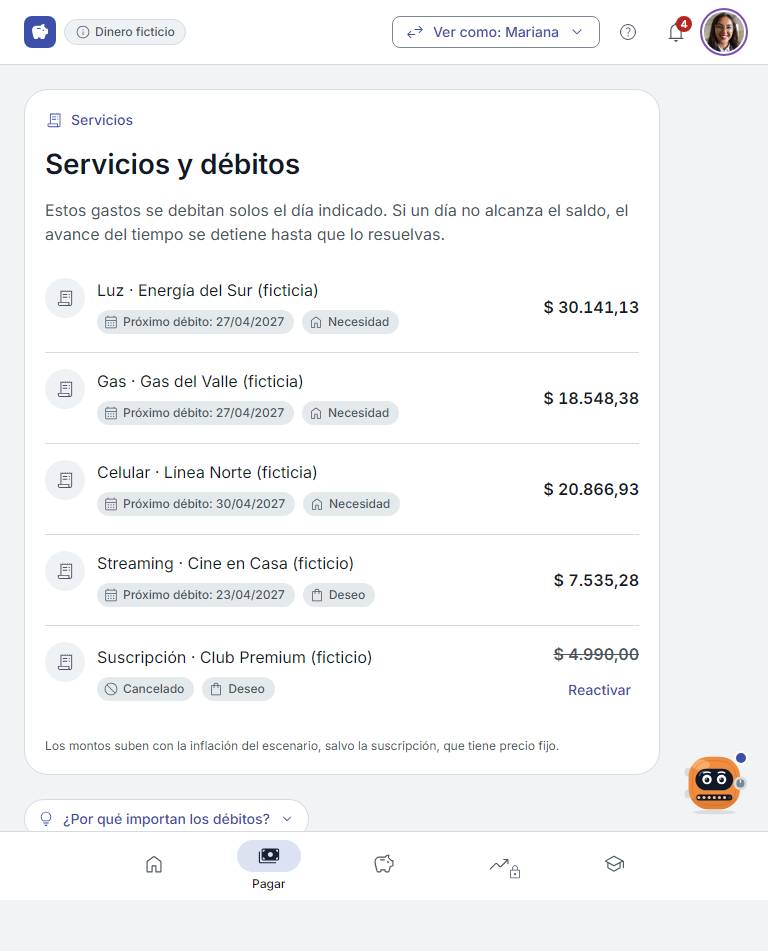 Dinero ficticio
Ver como: Mariana
4
Servicios
Servicios y débitos
Estos gastos se debitan solos el día indicado. Si un día no alcanza el saldo, el
avance del tiempo se detiene hasta que lo resuelvas.
Luz · Energía del Sur (ficticia)
Próximo débito: 27/04/2027
Necesidad
$ 30.141,13
Gas · Gas del Valle (ficticia)
Próximo débito: 27/04/2027
Necesidad
$ 18.548,38
Celular · Línea Norte (ficticia)
Próximo débito: 30/04/2027
Necesidad
$ 20.866,93
Streaming · Cine en Casa (ficticio)
Próximo débito: 23/04/2027
Deseo
$ 7.535,28
Suscripción · Club Premium (ficticio)
Cancelado
Deseo
$ 4.990,00
Reactivar
Los montos suben con la inflación del escenario, salvo la suscripción, que tiene precio fijo.
¿Por qué importan los débitos?
Pagar